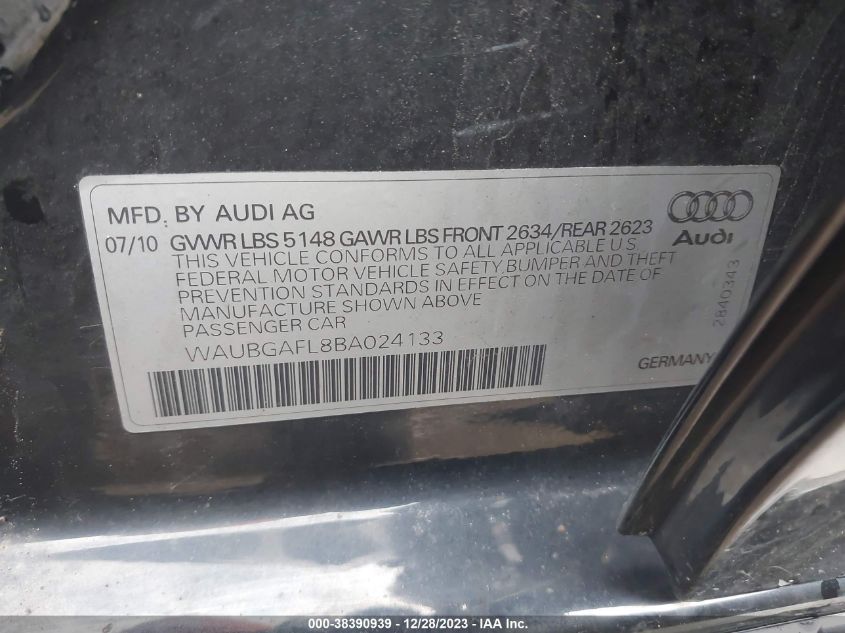 MFD. BY AUDI AG
07/10 GVWR LBS 5148 GAWR LBS FRONT 2634/REAR 2623
THIS VEHICLE CONFORMS TO ALL APPLICABLE U S
FEDERAL MOTOR VEHICLE SAFETY, BUMPER AND THEFT
PREVENTION STANDARDS IN EFFECT ON THE DATE OF
MANUFACTURE SHOWN ABOVE
PASSENGER CAR
WAUBGAFL8BA024133
Audi
2840343
GERMANY
000-38390939 - 12/28/2023 - IAA Inc.